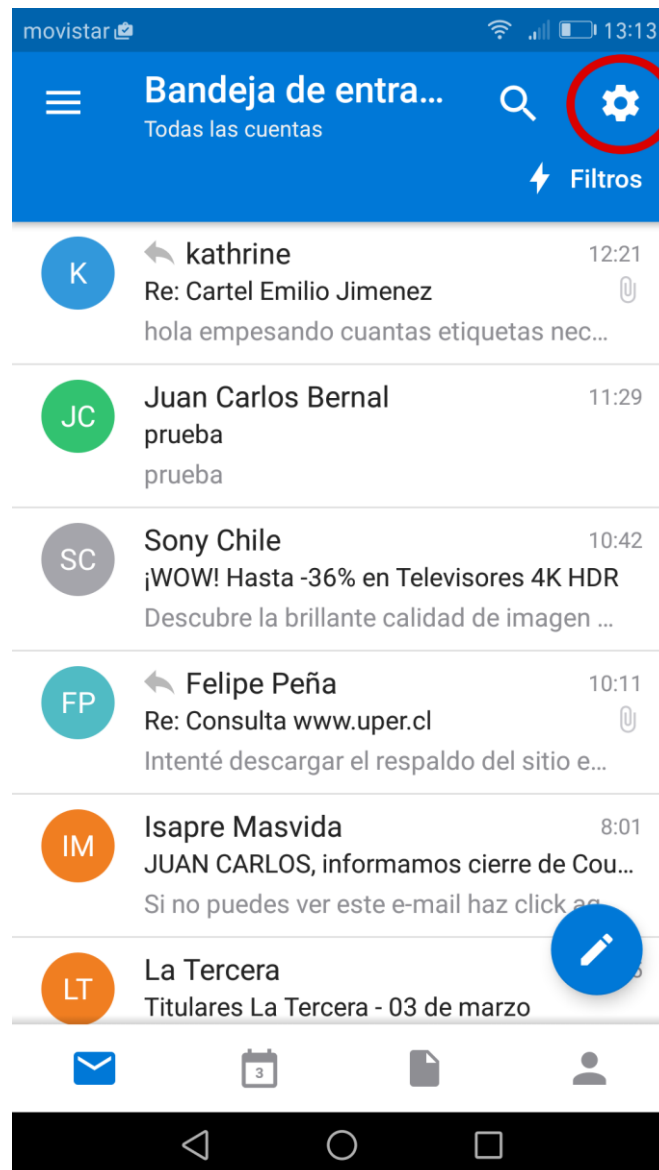 movistar 13:13
Bandeja de entra...
Todas las cuentas
Filtros
K
kathrine 12:21
Re: Cartel Emilio Jimenez
hola empesando cuantas etiquetas nec...
JC
Juan Carlos Bernal 11:29
prueba
prueba
SC
Sony Chile 10:42
¡WOW! Hasta -36% en Televisores 4K HDR
Descubre la brillante calidad de imagen ...
FP
Felipe Peña 10:11
Re: Consulta www.uper.cl
Intenté descargar el respaldo del sitio e...
IM
Isapre Masvida 8:01
JUAN CARLOS, informamos cierre de Cou...
Si no puedes ver este e-mail haz click
LT
La Tercera
Titulares La Tercera - 03 de marzo
3